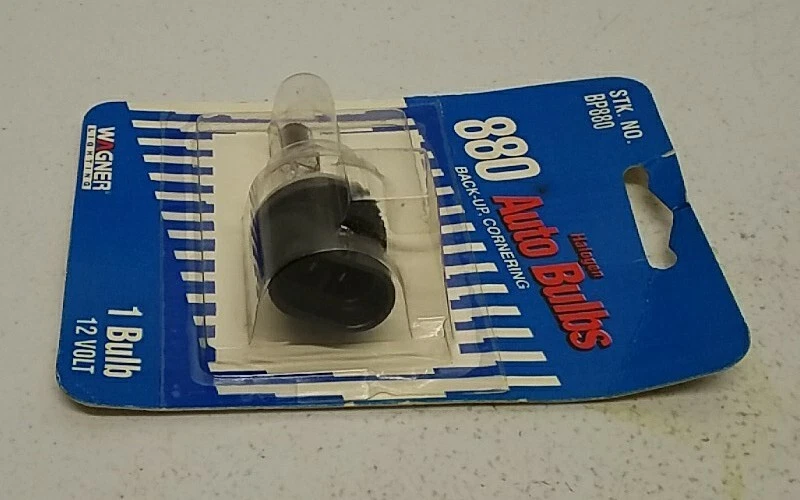 STK. NO.
BP880
880
Halogen
Auto Bulbs
BACK-UP, CORNERING
WAGNER
LIGHTING
1 Bulb
12 VOLT